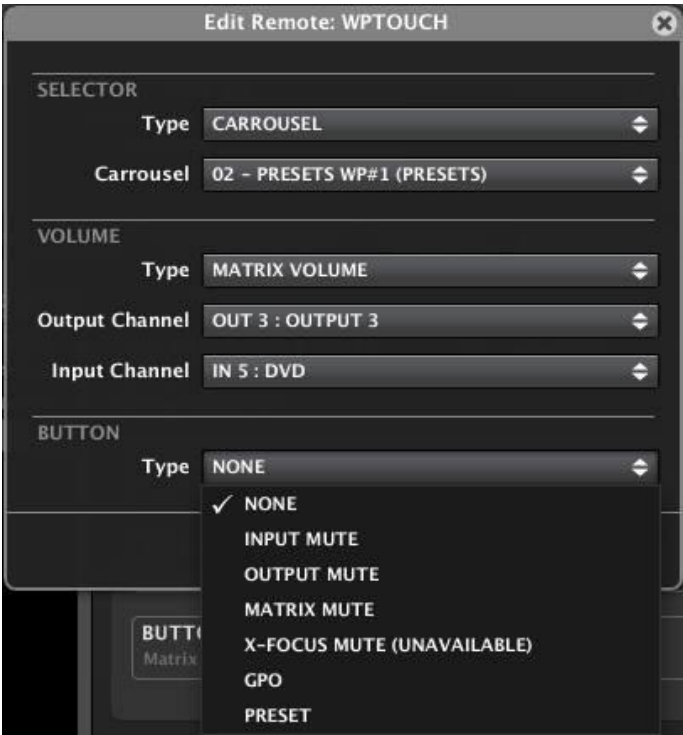 Edit Remote: WPTOUCH
SELECTOR
Type CARROUSEL
Carrousel 02 - PRESETS WP#1 (PRESETS)
VOLUME
Type MATRIX VOLUME
Output Channel OUT 3 : OUTPUT 3
Input Channel IN 5 : DVD
BUTTON
Type NONE
✓ NONE
INPUT MUTE
OUTPUT MUTE
MATRIX MUTE
X-FOCUS MUTE (UNAVAILABLE)
GPO
PRESET
BUTT
Matrix